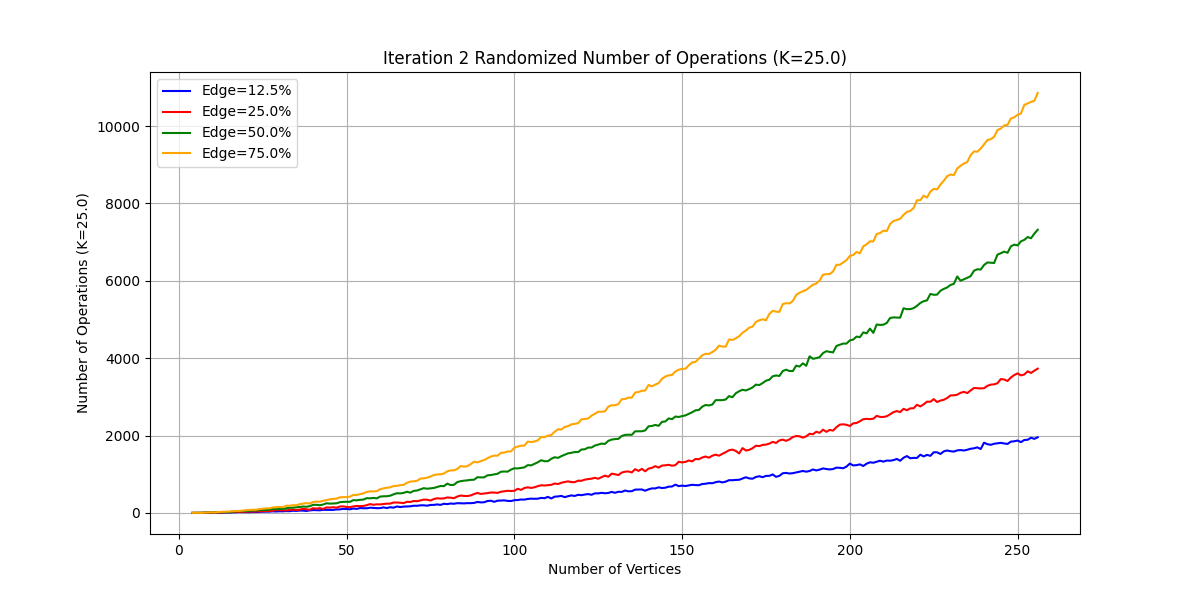 Iteration 2 Randomized Number of Operations (K=25.0)
Edge=12.5%
Edge=25.0%
Edge=50.0%
Edge=75.0%
Number of Operations (K=25.0)
10000
8000
6000
4000
2000
0
0 50 100 150 200 250
Number of Vertices